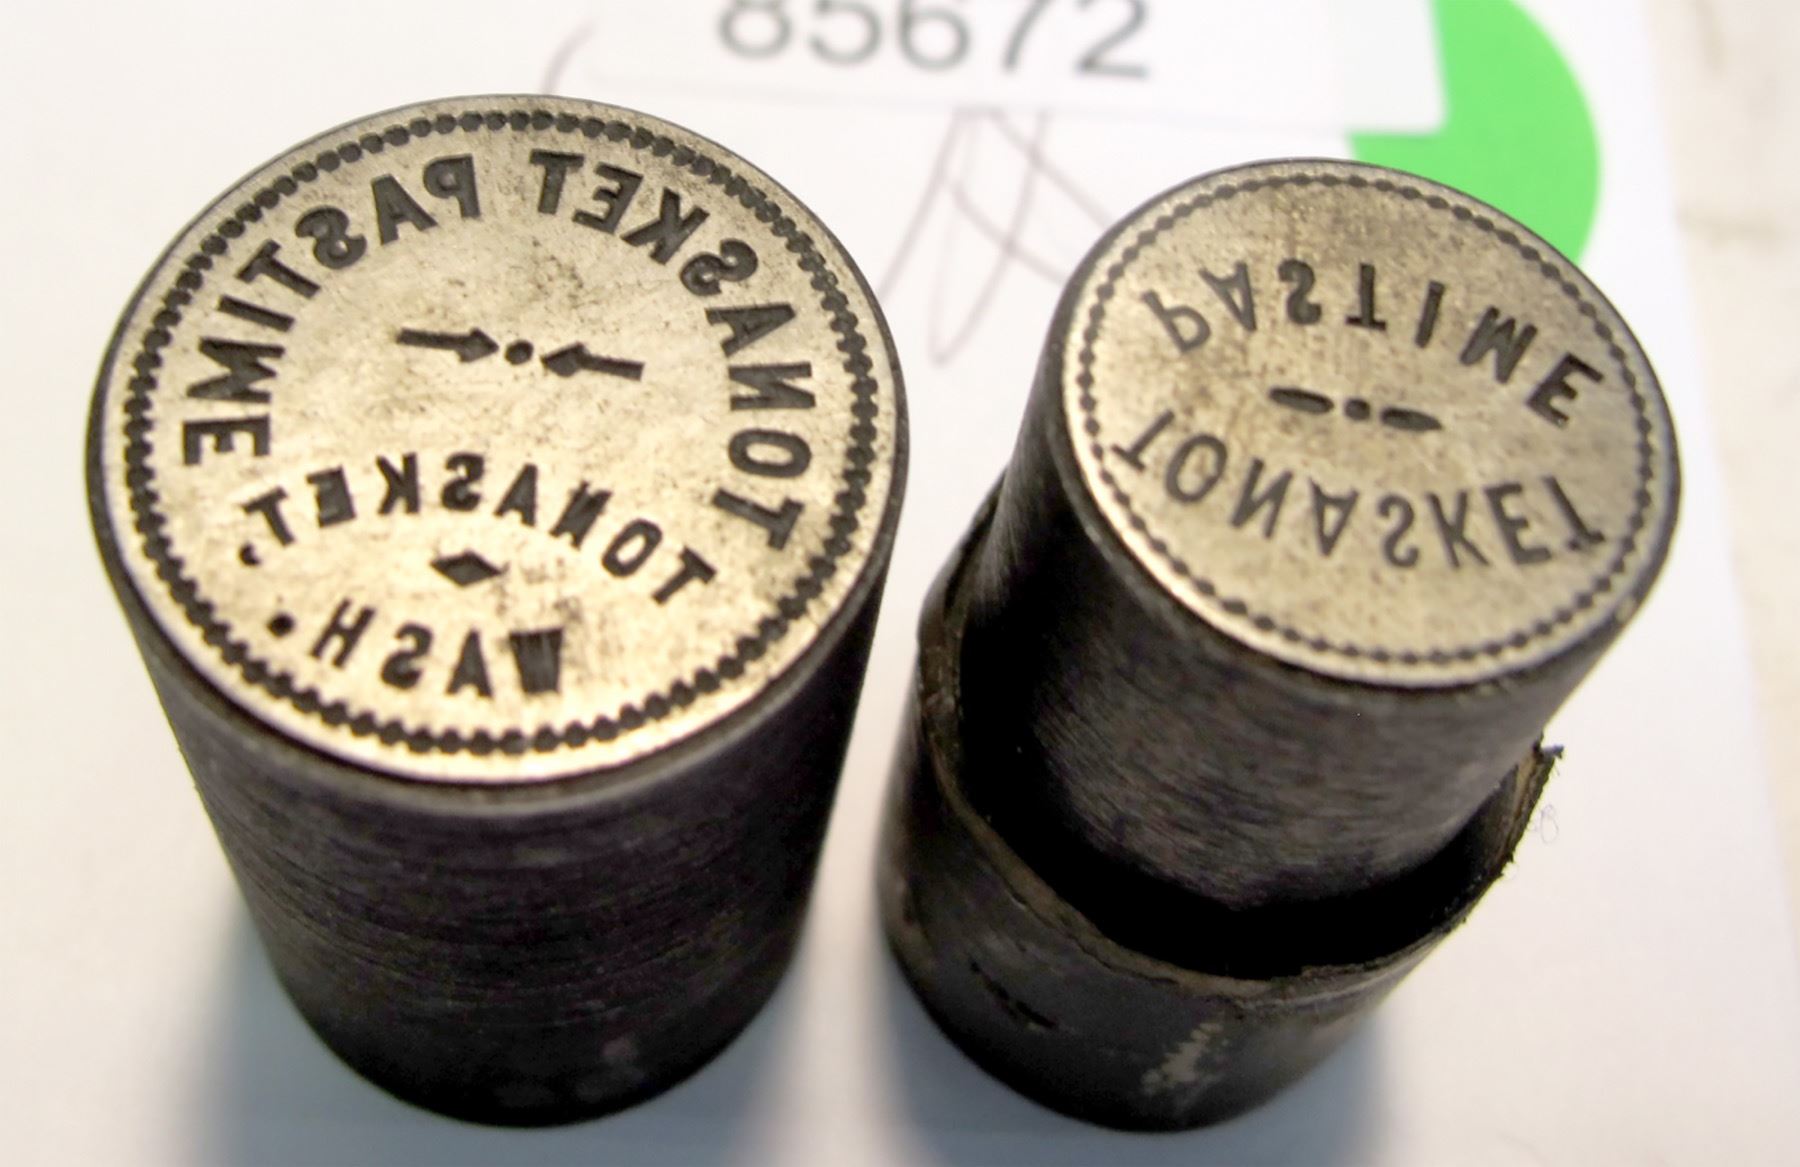 85672
TONASKET PASTIME
TONASKET.
WASH.
PASTIME
TONASKET